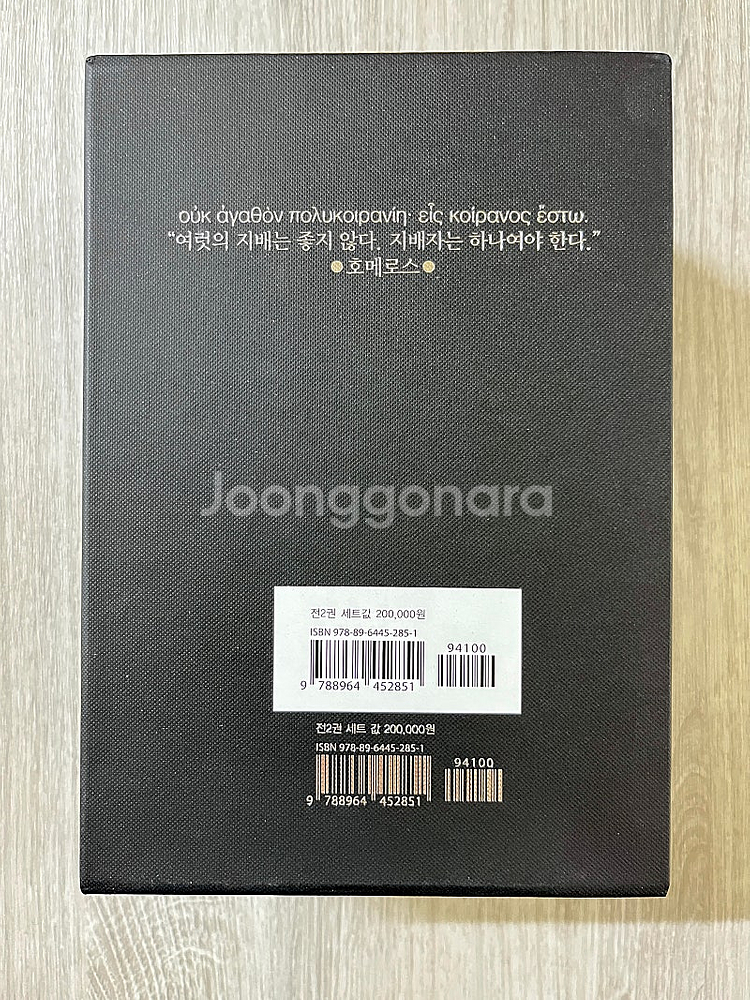 οὐκ ἀγαθὸν πολυκοιρανίη· εἷς κοίρανος ἔστω.
“여럿의 지배는 좋지 않다. 지배자는 하나여야 한다.”
●호메로스●
Joonggonara
전2권 세트값 200,000원
ISBN 978-89-6445-285-1
94100
9 788964 452851
전2권 세트 값 200,000원
ISBN 978-89-6445-285-1
94100
9 788964 452851